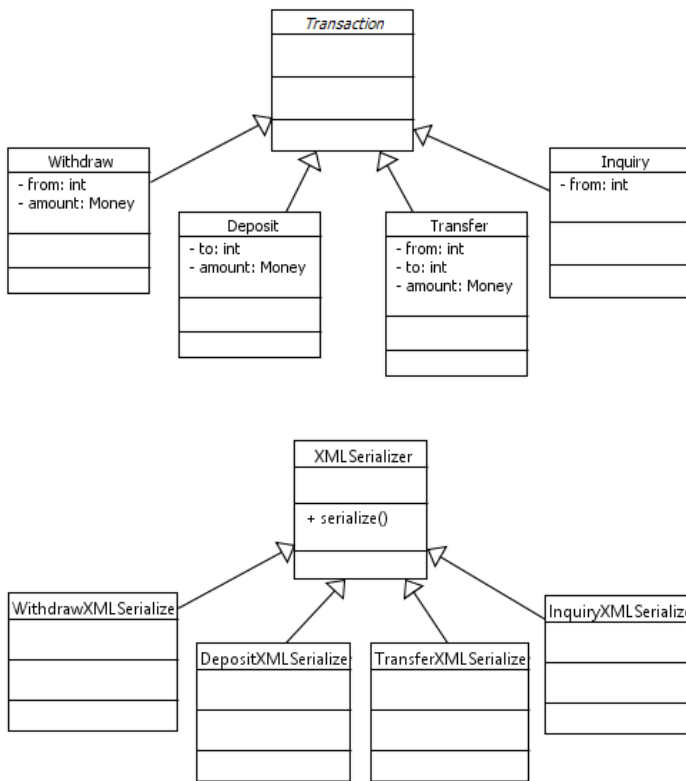 Transaction
Withdraw
- from: int
- amount: Money
Deposit
- to: int
- amount: Money
Transfer
- from: int
- to: int
- amount: Money
Inquiry
- from: int
XMLSerializer
+ serialize()
WithdrawXMLSerialize
DepositXMLSerialize
TransferXMLSerialize
InquiryXMLSerialize